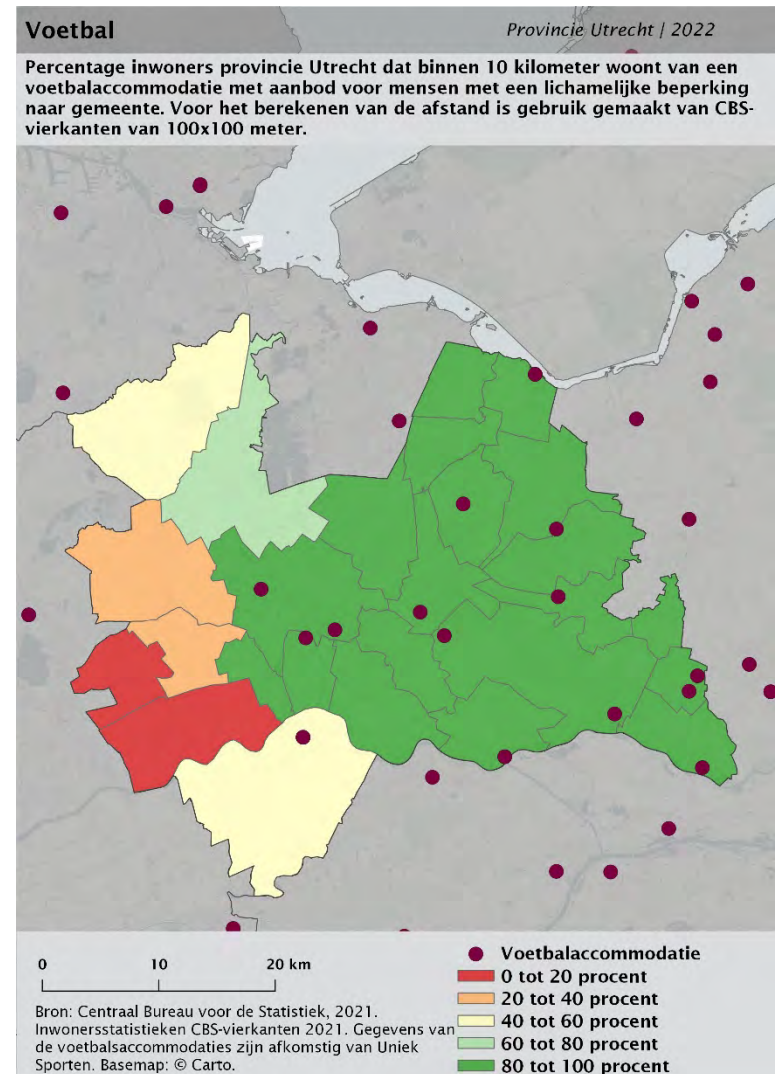 Voetbal
Provincie Utrecht | 2022
Percentage inwoners provincie Utrecht dat binnen 10 kilometer woont van een
voetbalaccommodatie met aanbod voor mensen met een lichamelijke beperking
naar gemeente. Voor het berekenen van de afstand is gebruik gemaakt van CBS-
vierkanten van 100x100 meter.
0 10 20 km
Bron: Centraal Bureau voor de Statistiek, 2021.
Inwonersstatistieken CBS-vierkanten 2021. Gegevens van
de voetbalsaccommodaties zijn afkomstig van Uniek
Sporten. Basemap: © Carto.
Voetbalaccommodatie
0 tot 20 procent
20 tot 40 procent
40 tot 60 procent
60 tot 80 procent
80 tot 100 procent